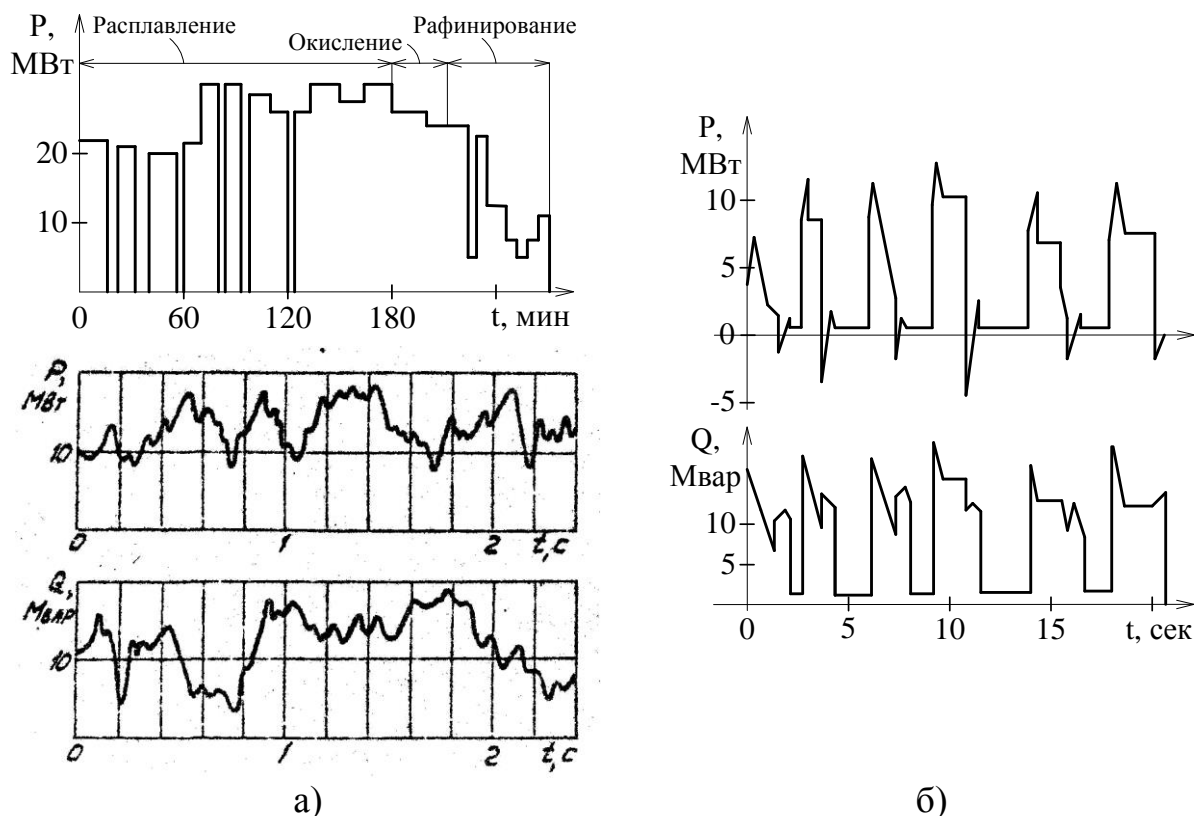 P,
МВт
Расплавление
Окисление
Рафинирование
20
10
0
60
120
180
t, мин
P,
МВт
10
0
1
2
t,c
Q,
Мвар
10
0
1
2
t,c
а)
P,
МВт
10
5
0
-5
Q,
Мвар
10
5
0
5
10
15
t, сек
б)